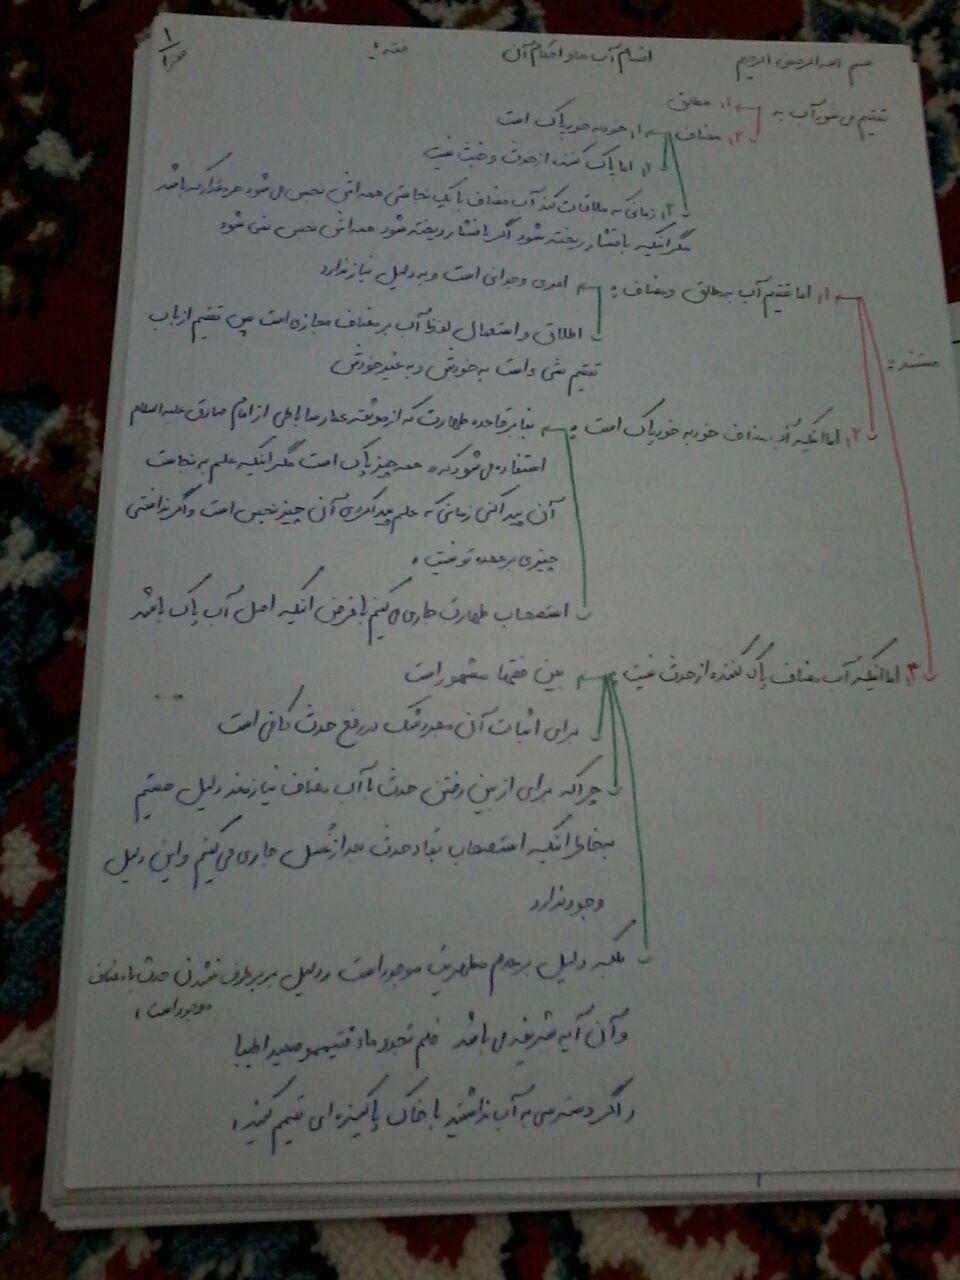 بسم الله الرحمن الرحیم اقسام آب ها و احکام آن فقه ۱ ۱
تقسیم می شود آب به ۱. مطلق
۲. مضاف ۱. خود به خود پاک است
۲. اما پاک کننده از حدث و خبث نیست
۳. زمانی که ملاقات کند آب مضاف با یک نجاستی همه اش نجس می شود هر مقدار که باشد
مگر اینکه با فشار ریخته شود اگر با فشار ریخته شود همه اش نجس نمی شود
مستند:
۱. اما تقسیم آب به مطلق و مضاف: امری وجدانی است و به دلیل نیاز ندارد
اطلاق و استعمال لفظ آب بر مضاف مجازی است پس تقسیم از باب
تقسیم شیء است به خودش و به غیر خودش
۲. اما اینکه آب مضاف خود به خود پاک است: بنا بر قاعده طهارت که از موثقه عمار ساباطی از امام صادق علیه السلام
استفاده می شود که « همه چیز پاک است مگر اینکه علم به نجاست
آن پیدا کنی زمانی که علم پیدا کردی آن چیز نجس است و اگر نداشتی
چیزی بر عهده تو نیست »
استصحاب طهارت جاری می کنیم با فرض اینکه اصل آب پاک باشد
۳. اما اینکه آب مضاف پاک کننده از حدث نیست: بین فقها مشهور است
برای اثبات آن مجرد شک در رفع حدث کافی است
چرا که برای از بین رفتن حدث با آب مضاف نیازمند دلیل هستیم
بخاطر اینکه استصحاب بقاء حدث بعد از غسل جاری می کنیم و این دلیل
وجود ندارد
بلکه دلیل بر عدم مطهریت موجود است (دلیل بر برطرف نشدن حدث با مضاف
موجود است)
و آن آیه شریفه می باشد فلم تجدوا ماء فتیمموا صعیدا طیبا
و اگر دسترسی به آب نداشتید با خاک پاکیزه ای تیمم کنید